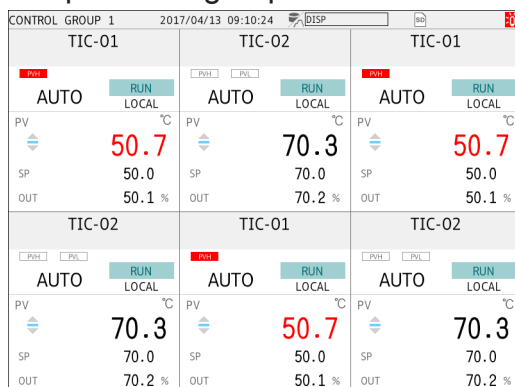 CONTROL GROUP 1 2017/04/13 09:10:24 DISP SD
TIC-01 TIC-02 TIC-01
PVH PVH PVL PVH
AUTO RUN LOCAL AUTO RUN LOCAL AUTO RUN LOCAL
PV ℃ PV ℃ PV ℃
50.7 70.3 50.7
SP 50.0 SP 70.0 SP 50.0
OUT 50.1 % OUT 70.2 % OUT 50.1 %
TIC-02 TIC-01 TIC-02
PVH PVL PVH PVH PVL
AUTO RUN LOCAL AUTO RUN LOCAL AUTO RUN LOCAL
PV ℃ PV ℃ PV ℃
70.3 50.7 70.3
SP 70.0 SP 50.0 SP 70.0
OUT 70.2 % OUT 50.1 % OUT 70.2 %